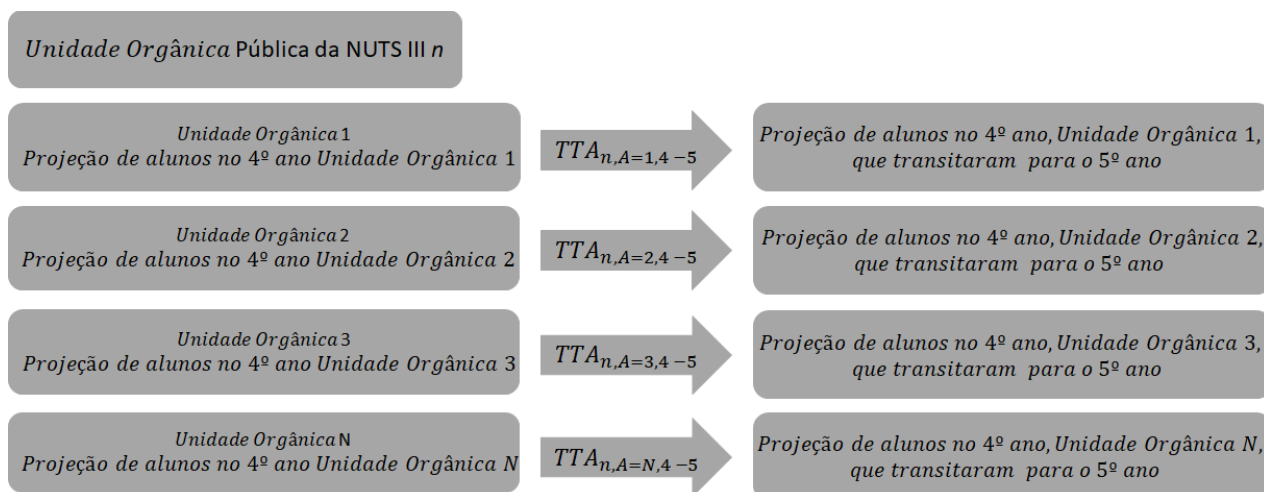 Unidade Orgânica Pública da NUTS III n
Unidade Orgânica 1
Projeção de alunos no 4º ano Unidade Orgânica 1
TTAₙ,A=1,4 −5
Projeção de alunos no 4º ano, Unidade Orgânica 1,
que transitaram para o 5º ano
Unidade Orgânica 2
Projeção de alunos no 4º ano Unidade Orgânica 2
TTAₙ,A=2,4 −5
Projeção de alunos no 4º ano, Unidade Orgânica 2,
que transitaram para o 5º ano
Unidade Orgânica 3
Projeção de alunos no 4º ano Unidade Orgânica 3
TTAₙ,A=3,4 −5
Projeção de alunos no 4º ano, Unidade Orgânica 3,
que transitaram para o 5º ano
Unidade Orgânica N
Projeção de alunos no 4º ano Unidade Orgânica N
TTAₙ,A=N,4 −5
Projeção de alunos no 4º ano, Unidade Orgânica N,
que transitaram para o 5º ano